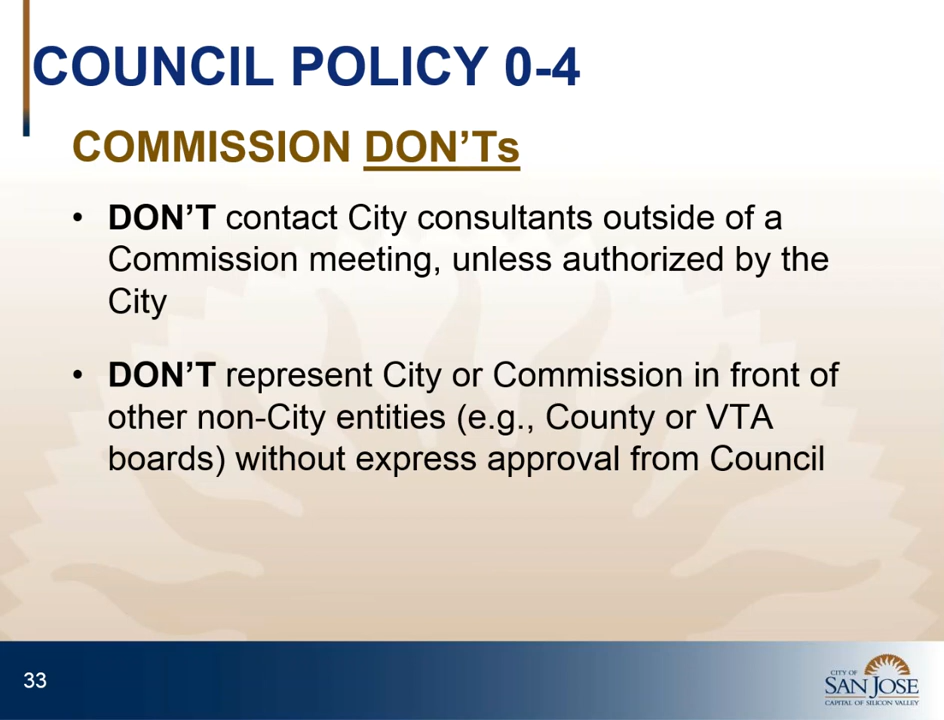 COUNCIL POLICY 0-4
COMMISSION DON’Ts
• DON’T contact City consultants outside of a
Commission meeting, unless authorized by the
City
• DON’T represent City or Commission in front of
other non-City entities (e.g., County or VTA
boards) without express approval from Council
33
CITY OF
SAN JOSE
CAPITAL OF SILICON VALLEY